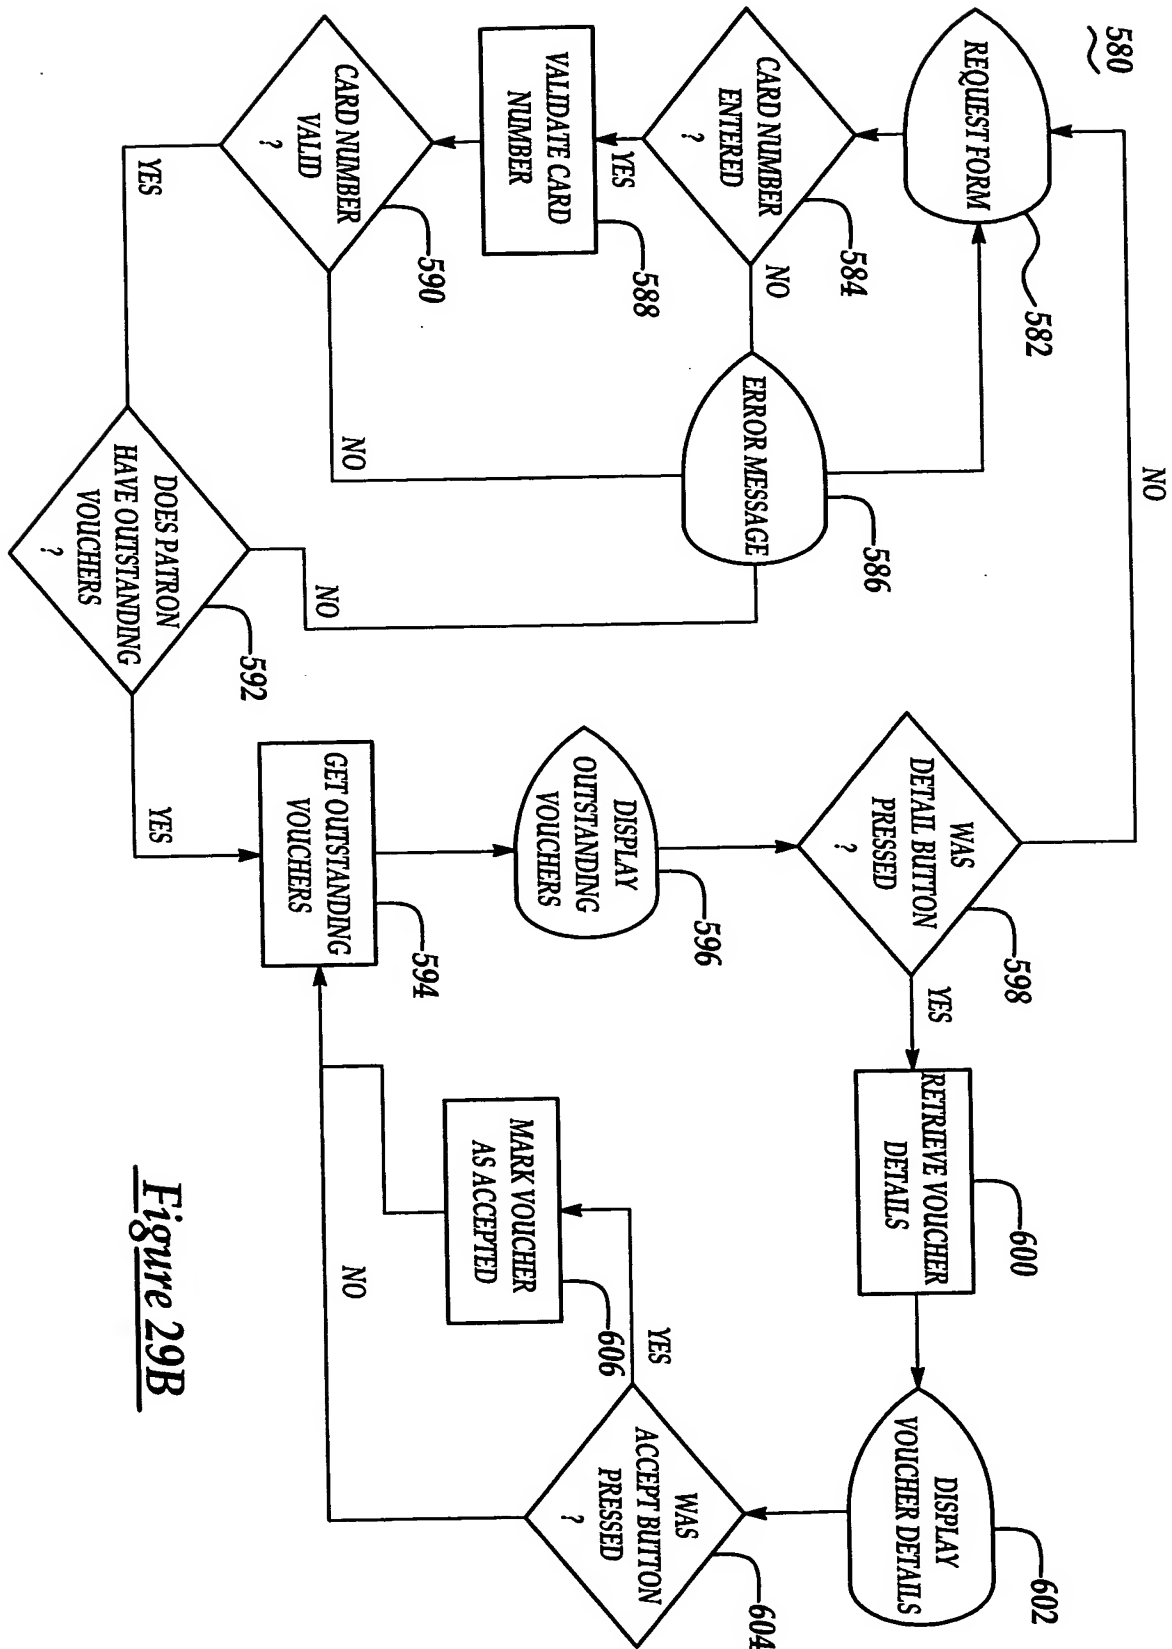 580
REQUEST FORM
582
CARD NUMBER
ENTERED
?
584
NO
YES
ERROR MESSAGE
586
VALIDATE CARD
NUMBER
588
CARD NUMBER
VALID
?
590
NO
YES
DOES PATRON
HAVE OUTSTANDING
VOUCHERS
?
592
NO
YES
GET OUTSTANDING
VOUCHERS
594
DISPLAY
OUTSTANDING
VOUCHERS
596
WAS
DETAIL BUTTON
PRESSED
?
598
NO
YES
RETRIEVE VOUCHER
DETAILS
600
DISPLAY
VOUCHER DETAILS
602
WAS
ACCEPT BUTTON
PRESSED
?
604
YES
NO
MARK VOUCHER
AS ACCEPTED
606
Figure 29B